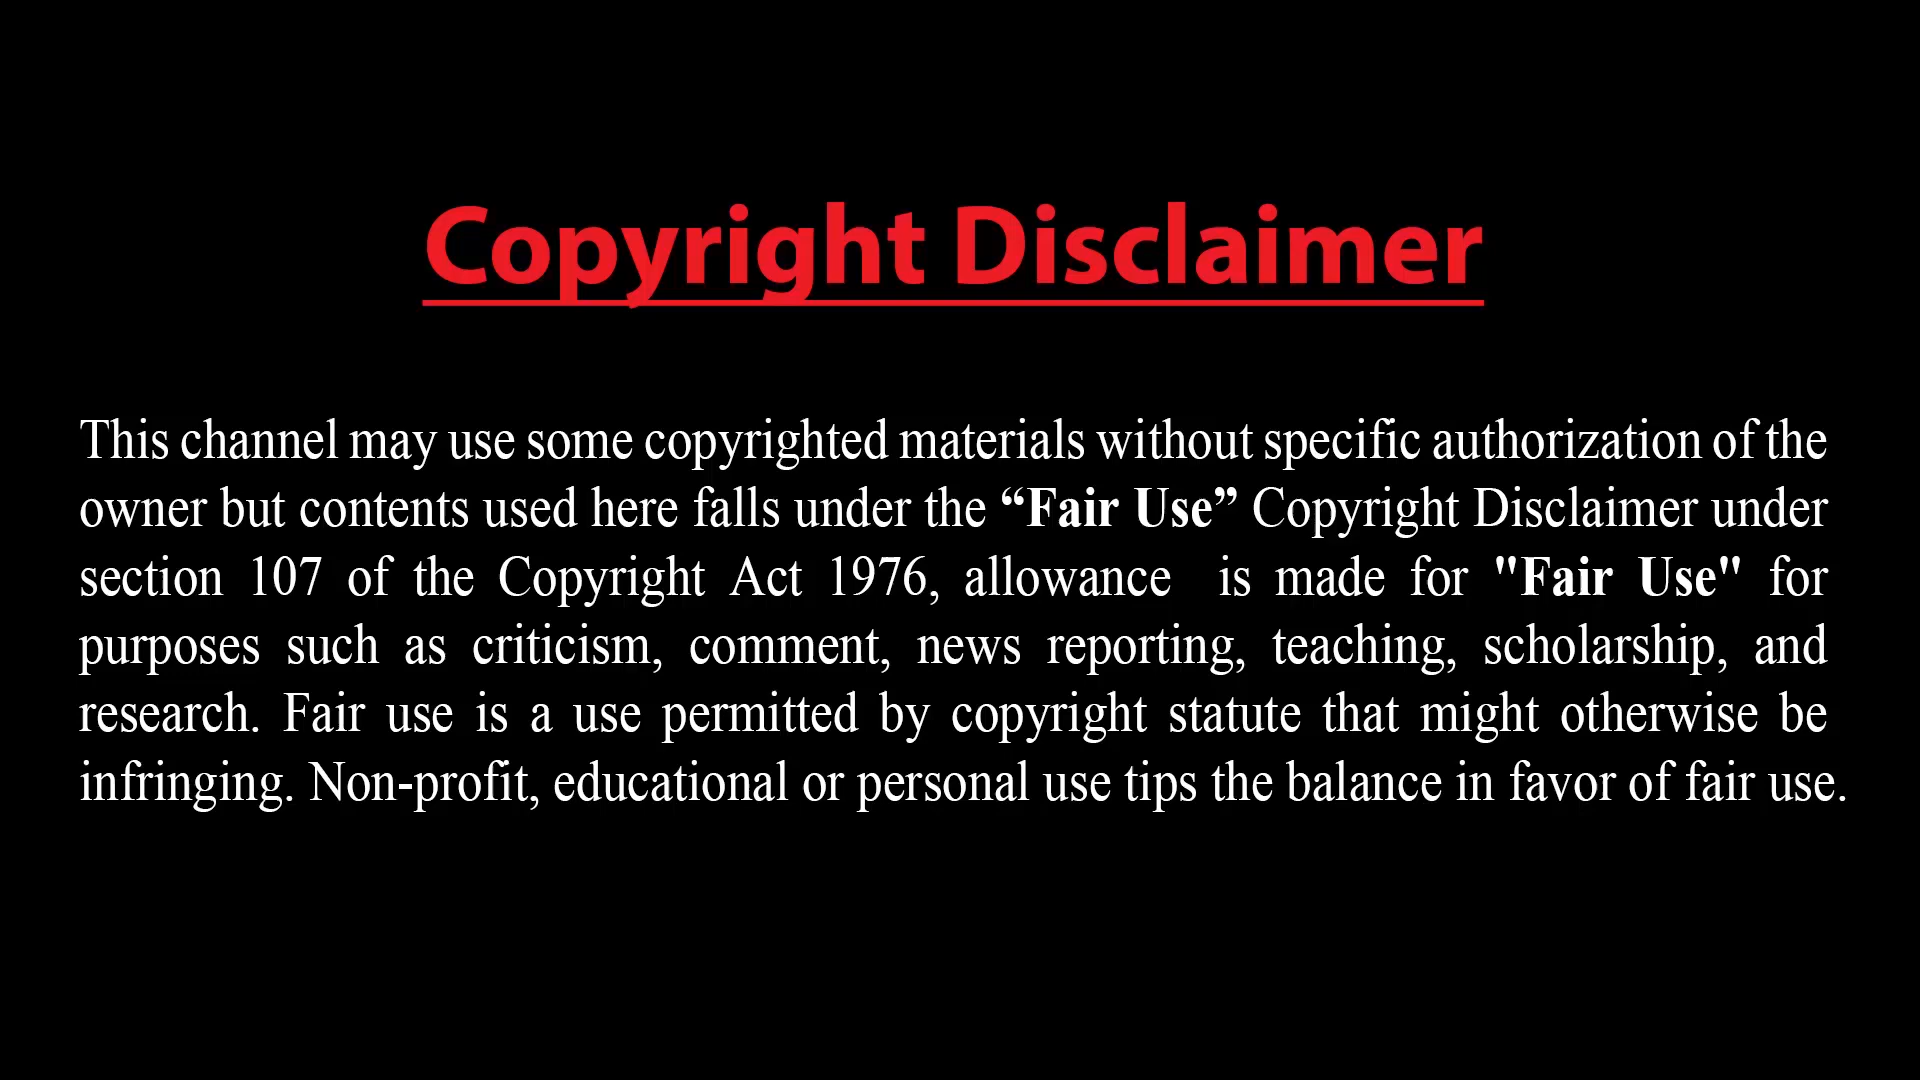 Copyright Disclaimer
This channel may use some copyrighted materials without specific authorization of the
owner but contents used here falls under the “Fair Use” Copyright Disclaimer under
section 107 of the Copyright Act 1976, allowance  is made for "Fair Use" for
purposes such as criticism, comment, news reporting, teaching, scholarship, and
research. Fair use is a use permitted by copyright statute that might otherwise be
infringing. Non-profit, educational or personal use tips the balance in favor of fair use.